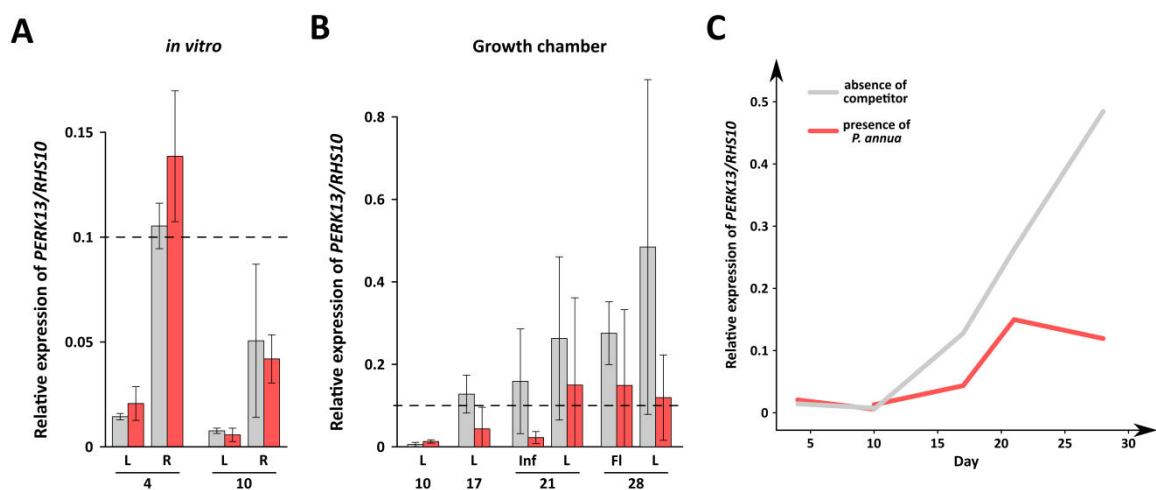 A
in vitro
Relative expression of PERK13/RHS10
0.15
0.1
0.05
0
L R L R
4 10
B
Growth chamber
Relative expression of PERK13/RHS10
0.8
0.6
0.4
0.2
0
L L Inf L Fl L
10 17 21 28
C
absence of
competitor
presence of
P. annua
Relative expression of PERK13/RHS10
0.5
0.4
0.3
0.2
0.1
0
5 10 15 20 25 30
Day